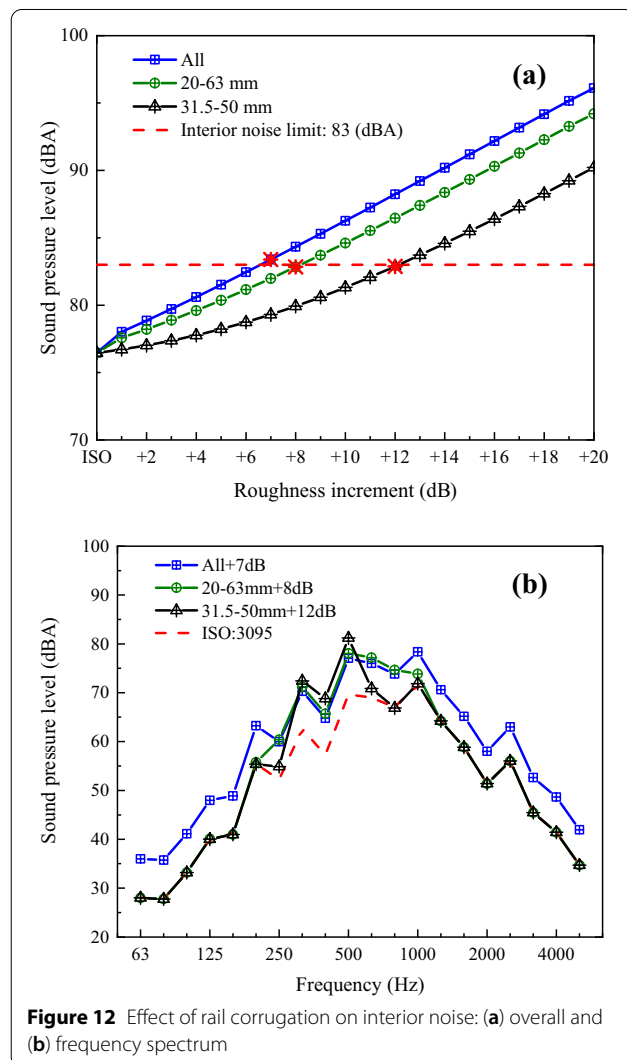 100
90
80
70
Sound pressure level (dBA)
All
20-63 mm
31.5-50 mm
Interior noise limit: 83 (dBA)
(a)
ISO +2 +4 +6 +8 +10 +12 +14 +16 +18 +20
Roughness increment (dB)
100
90
80
70
60
50
40
30
20
Sound pressure level (dBA)
All+7dB
20-63mm+8dB
31.5-50mm+12dB
ISO:3095
(b)
63 125 250 500 1000 2000 4000
Frequency (Hz)
Figure 12 Effect of rail corrugation on interior noise: (a) overall and
(b) frequency spectrum